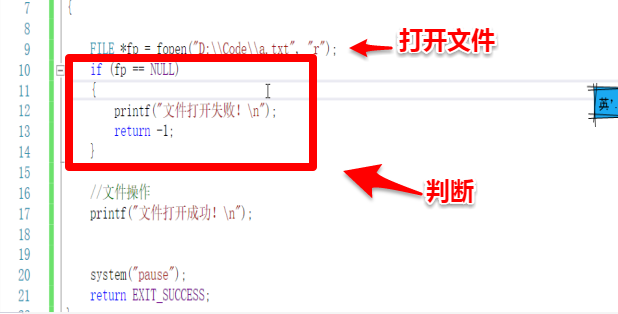 7 {
8
9 FILE *fp = fopen("D:\\Code\\a.txt", "r"); 打开文件
10 if (fp == NULL)
11 {
12 printf("文件打开失败！\n");
13 return -1;
14 }
15
16 //文件操作 判断
17 printf("文件打开成功！\n");
18
19
20 system("pause");
21 return EXIT_SUCCESS;
英